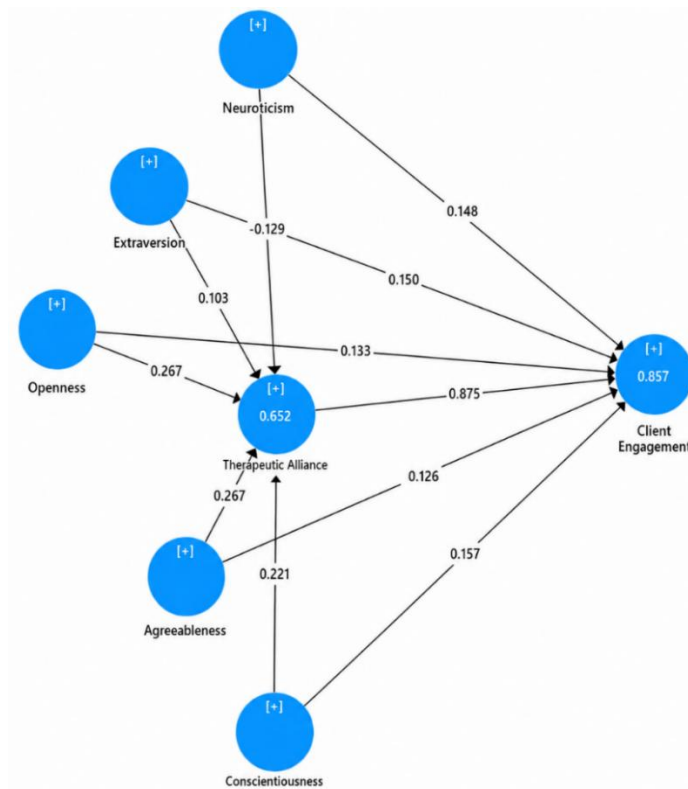 [+]
Neuroticism
[+]
Extraversion
-0.129
0.148
0.103
0.150
[+]
Openness
0.267
0.133
[+]
0.652
Therapeutic Alliance
0.875
[+]
0.857
Client
Engagement
0.267
0.126
[+]
Agreeableness
0.221
0.157
[+]
Conscientiousness